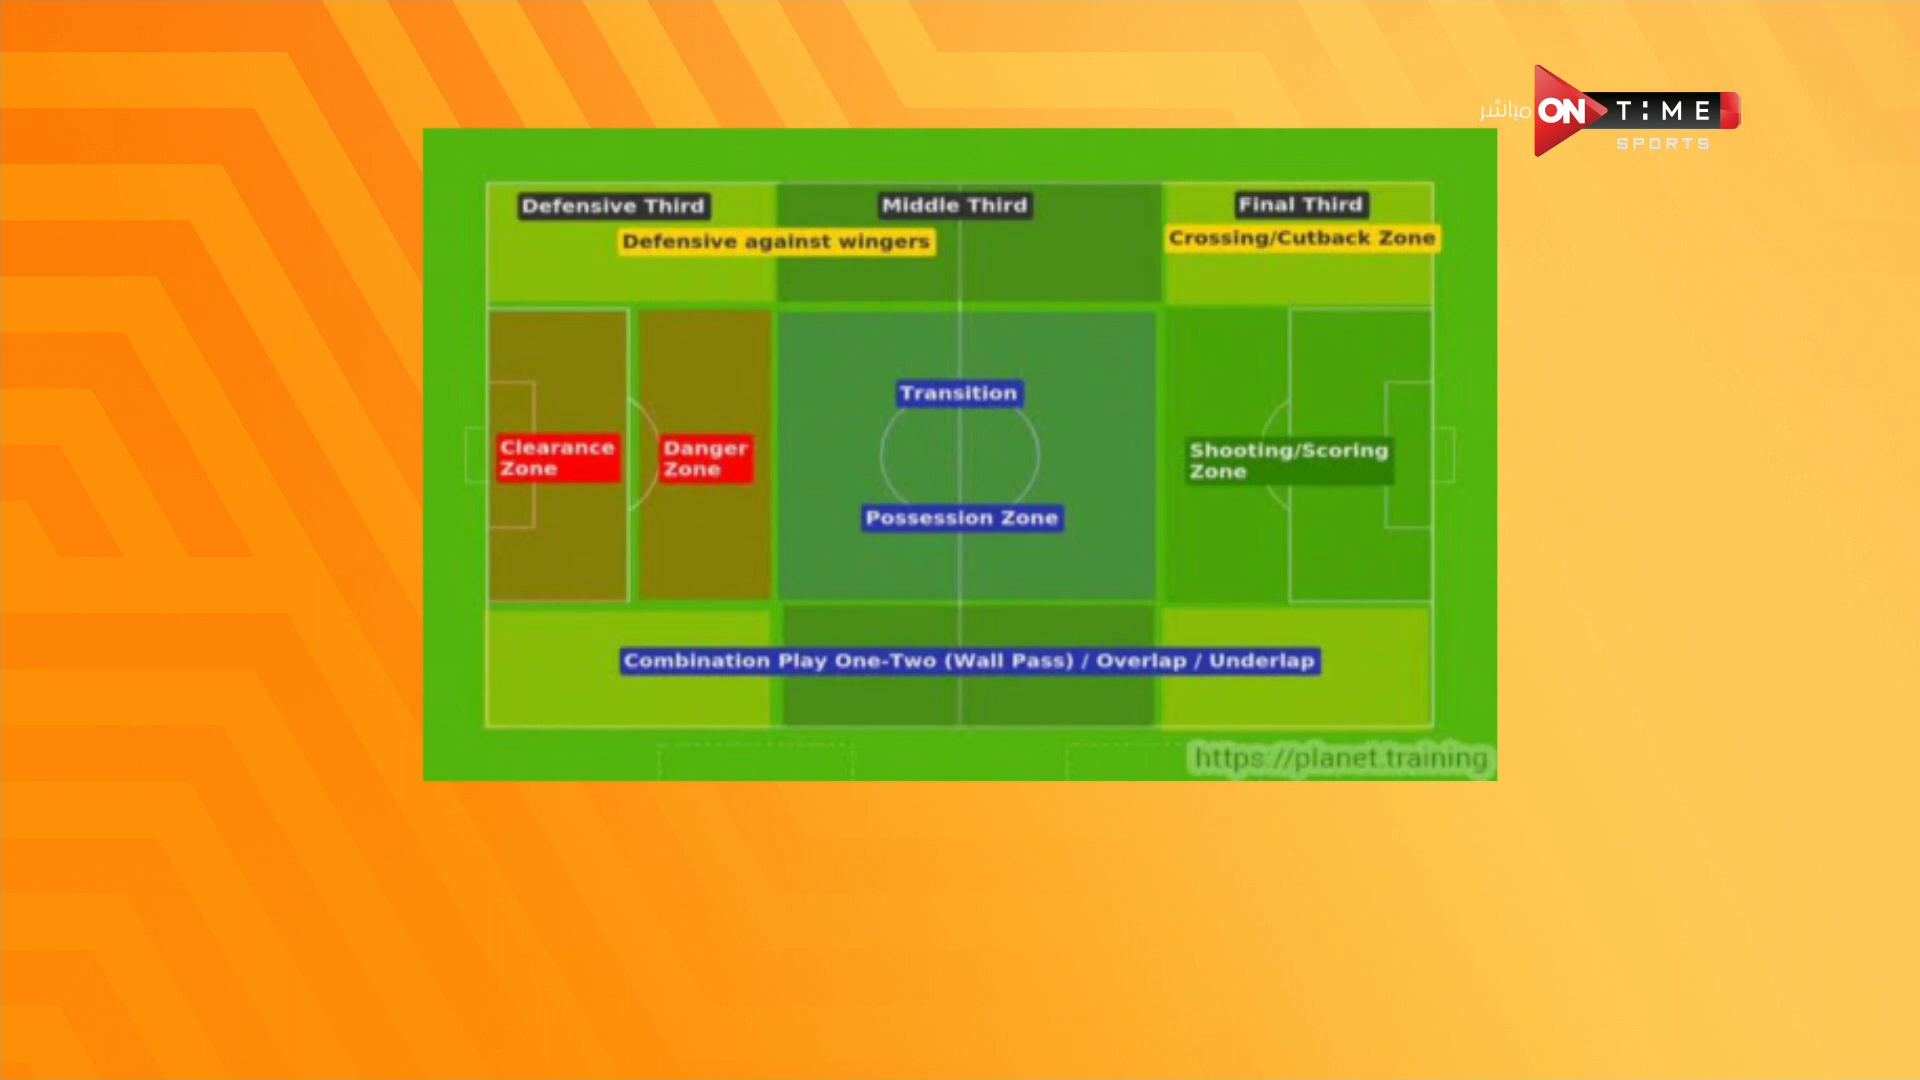 مباشر ON TIME
SPORTS
Defensive Third
Middle Third
Final Third
Defensive against wingers
Crossing/Cutback Zone
Transition
Clearance
Zone
Danger
Zone
Shooting/Scoring
Zone
Possession Zone
Combination Play One-Two (Wall Pass) / Overlap / Underlap
https://planet.training